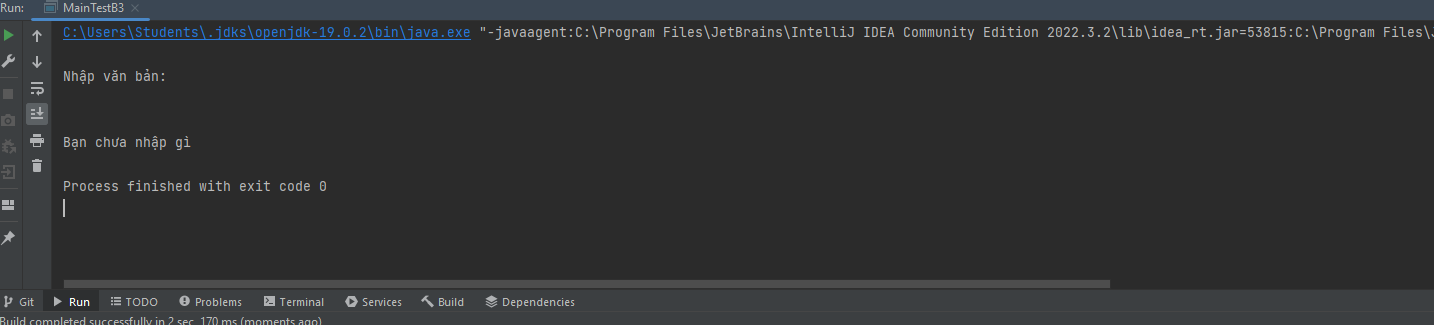 Run: MainTestB3
C:\Users\Students\.jdks\openjdk-19.0.2\bin\java.exe "-javaagent:C:\Program Files\JetBrains\IntelliJ IDEA Community Edition 2022.3.2\lib\idea_rt.jar=53815:C:\Program Files\
Nhập văn bản:
Bạn chưa nhập gì
Process finished with exit code 0
Git Run TODO Problems Terminal Services Build Dependencies
Build completed successfully in 2 sec, 170 ms (moments ago)